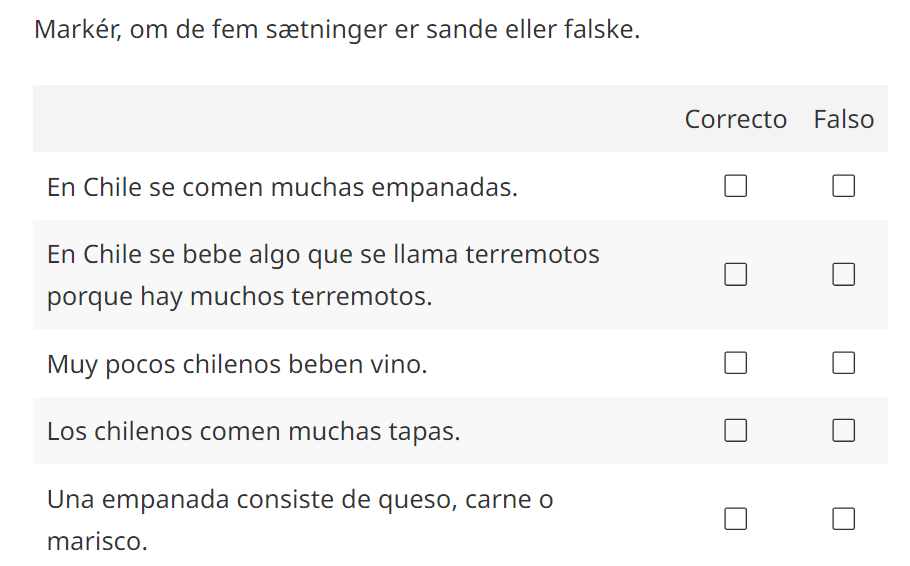 Markér, om de fem sætninger er sande eller falske.
Correcto Falso
En Chile se comen muchas empanadas.
En Chile se bebe algo que se llama terremotos
porque hay muchos terremotos.
Muy pocos chilenos beben vino.
Los chilenos comen muchas tapas.
Una empanada consiste de queso, carne o
marisco.